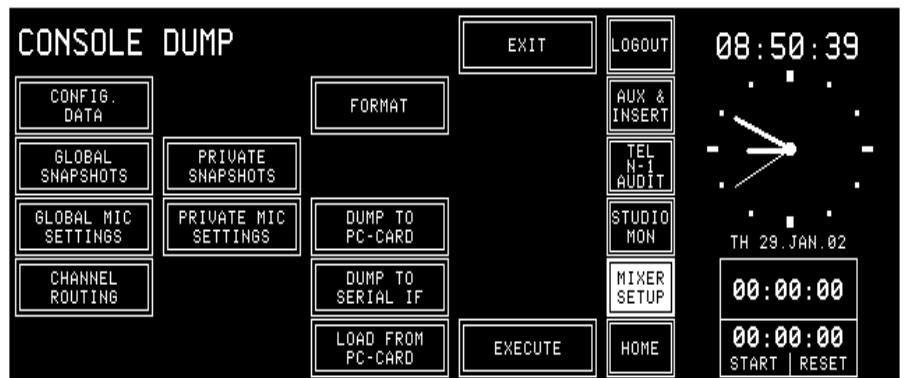 CONSOLE DUMP
EXIT
LOGOUT
08:50:39
CONFIG.
DATA
FORMAT
AUX &
INSERT
GLOBAL
SNAPSHOTS
PRIVATE
SNAPSHOTS
TEL
N-1
AUDIT
GLOBAL MIC
SETTINGS
PRIVATE MIC
SETTINGS
DUMP TO
PC-CARD
STUDIO
MON
TH 29.JAN.02
CHANNEL
ROUTING
DUMP TO
SERIAL IF
MIXER
SETUP
00:00:00
LOAD FROM
PC-CARD
EXECUTE
HOME
00:00:00
START RESET